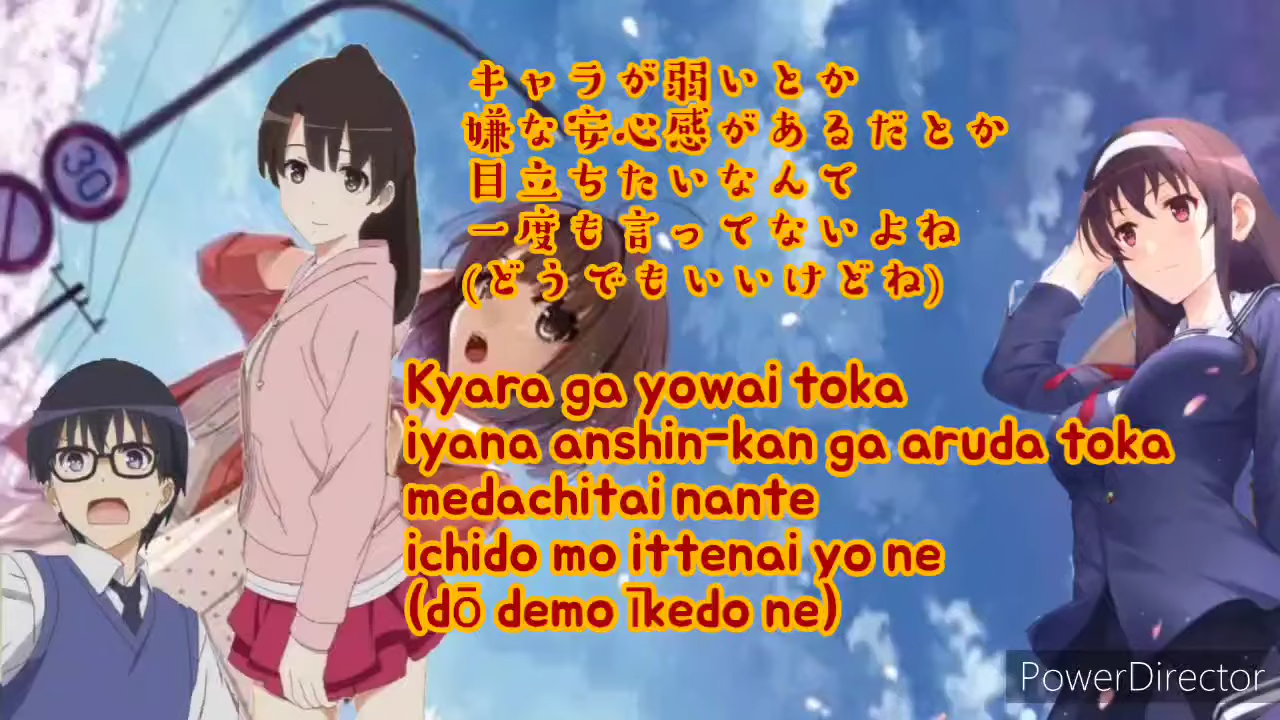 キャラが弱いとか
嫌な安心感があるだとか
目立ちたいなんて
一度も言ってないよね
(どうでもいいけどね)
Kyara ga yowai toka
iyana anshin-kan ga aruda toka
medachitai nante
ichido mo ittenai yo ne
(dō demo īkedo ne)
30
PowerDirector